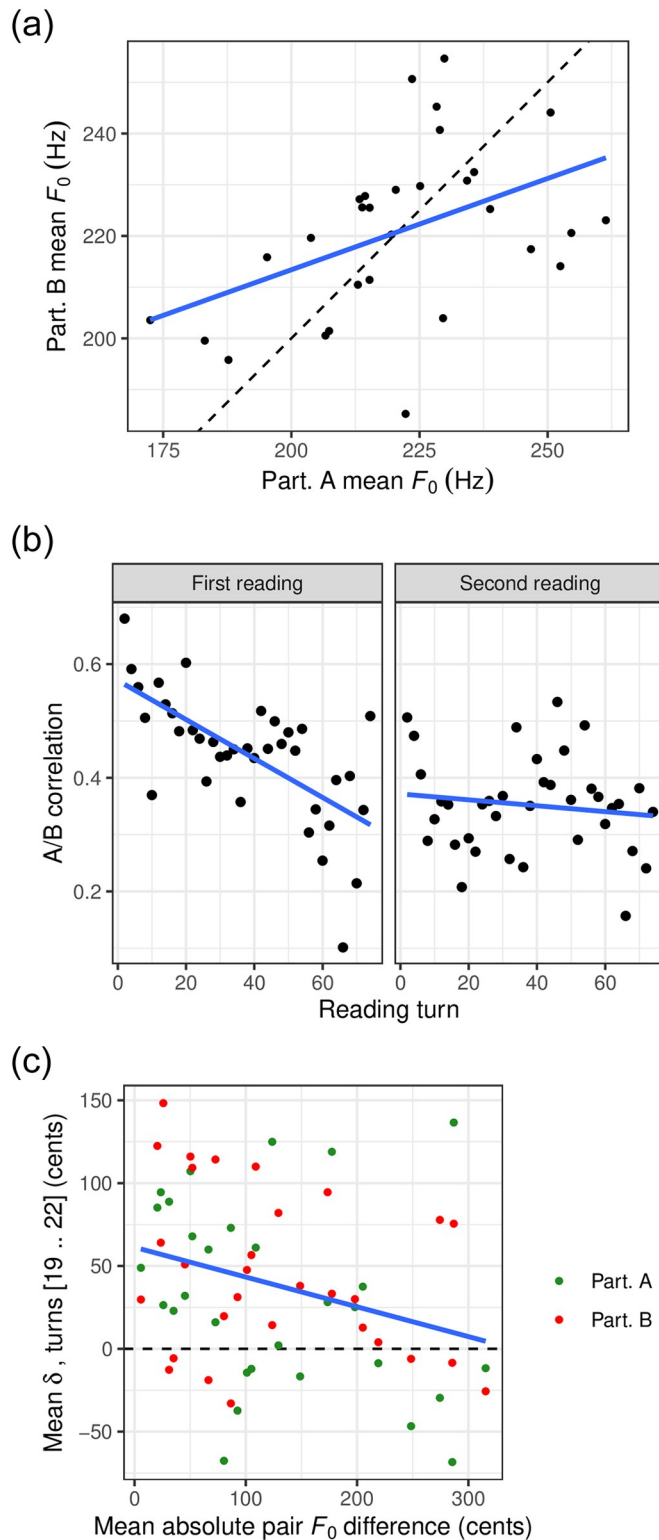 (a)
Part. B mean F₀ (Hz)
240
220
200
175 200 225 250
Part. A mean F₀ (Hz)
(b)
First reading Second reading
A/B correlation
0.6
0.4
0.2
0 20 40 60 0 20 40 60
Reading turn
(c)
Mean δ , turns [19 .. 22] (cents)
150
100
50
0
−50
0 100 200 300
Mean absolute pair F₀ difference (cents)
Part. A
Part. B